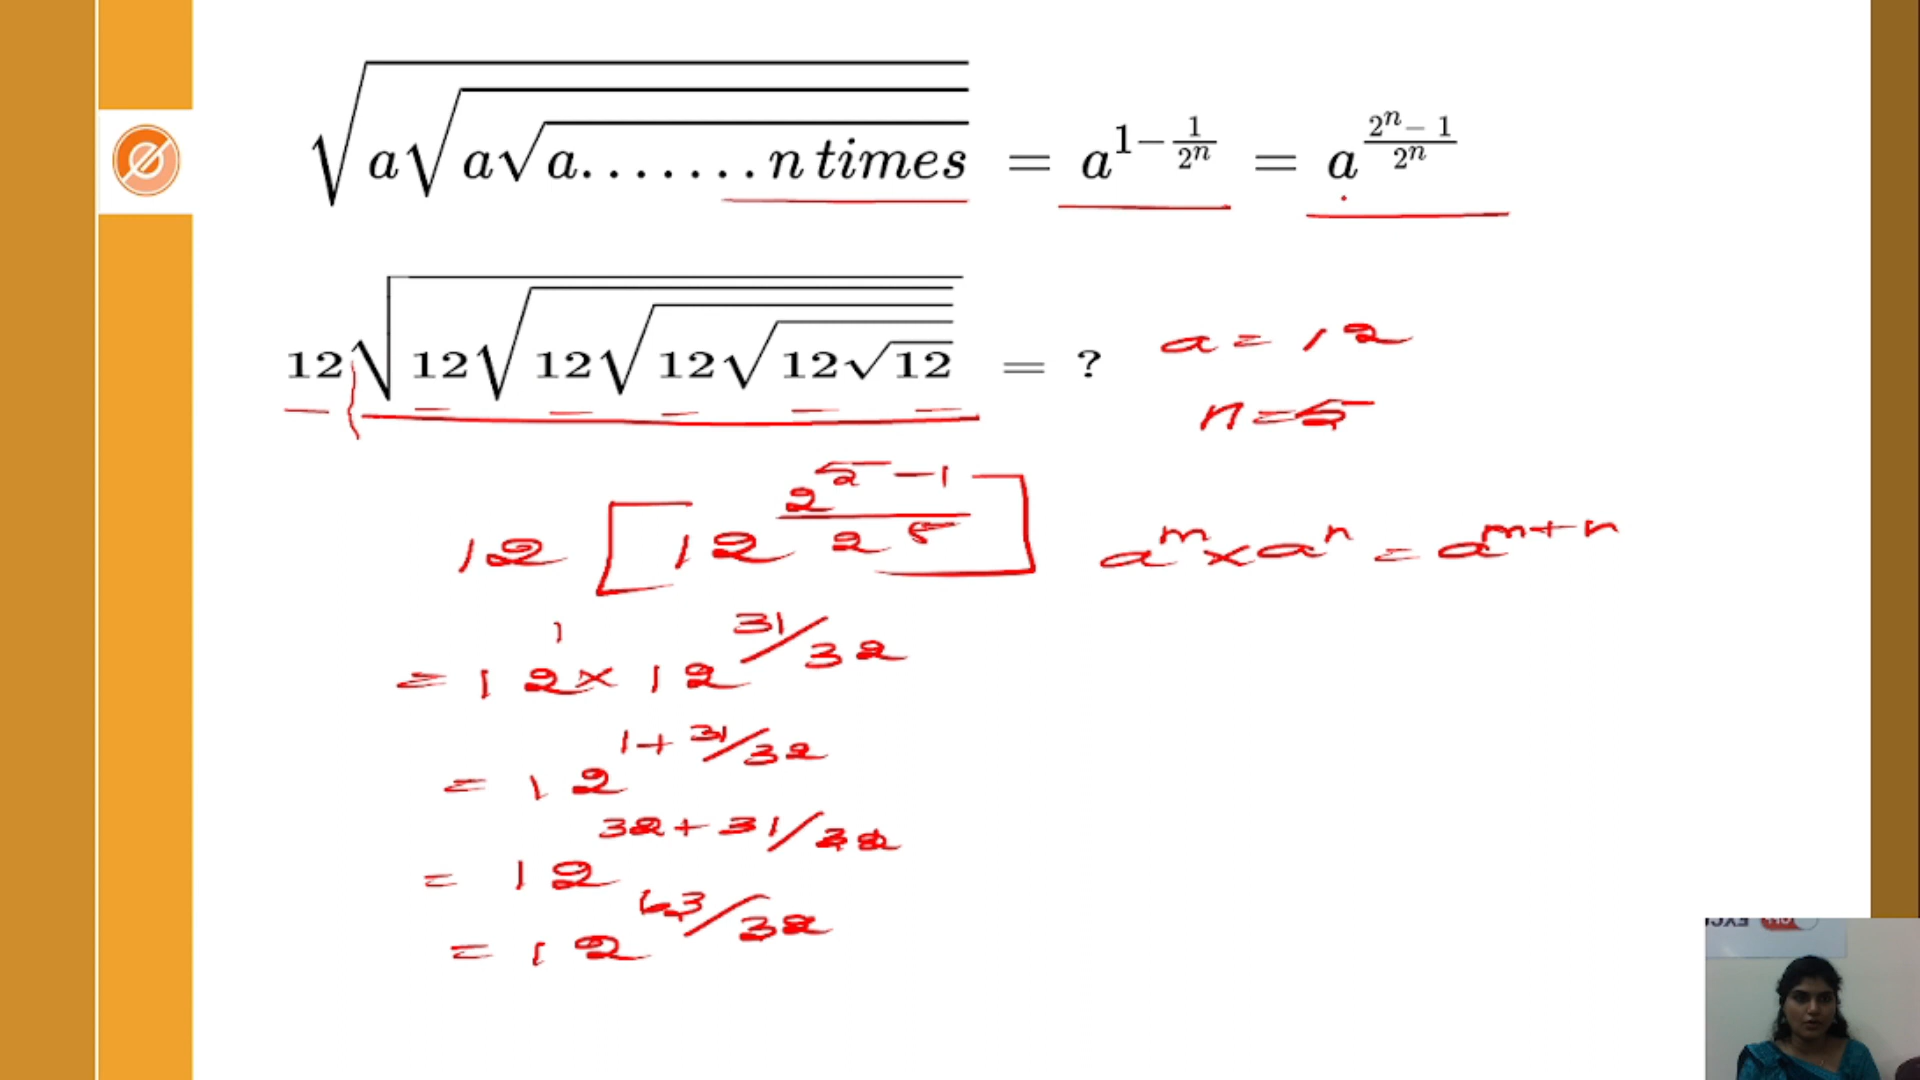 √a√a√a.......n times = a^(1−1/2^n) = a^((2^n−1)/2^n)
12√12√12√12√12√12 = ?
a = 12
n = 5
12 [12^((2^5−1)/2^5)]
a^m × a^n = a^(m+n)
= 12^1 × 12^(31/32)
= 12^(1+31/32)
= 12^(32+31/32)
= 12^(63/32)